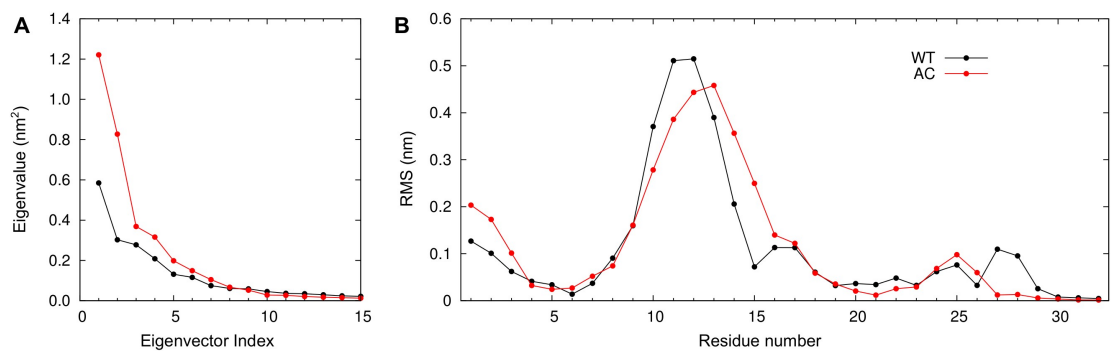 A
Eigenvalue (nm²)
1.4
1.2
1.0
0.8
0.6
0.4
0.2
0.0
0 5 10 15
Eigenvector Index
B
RMS (nm)
0.6
0.5
0.4
0.3
0.2
0.1
0
0 5 10 15 20 25 30
Residue number
WT
AC